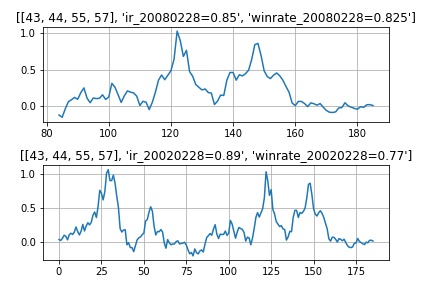 [[43, 44, 55, 57], 'ir_20080228=0.85', 'winrate_20080228=0.825']
1.0
0.5
0.0
80 100 120 140 160 180
[[43, 44, 55, 57], 'ir_20020228=0.89', 'winrate_20020228=0.77']
1.0
0.5
0.0
0 25 50 75 100 125 150 175